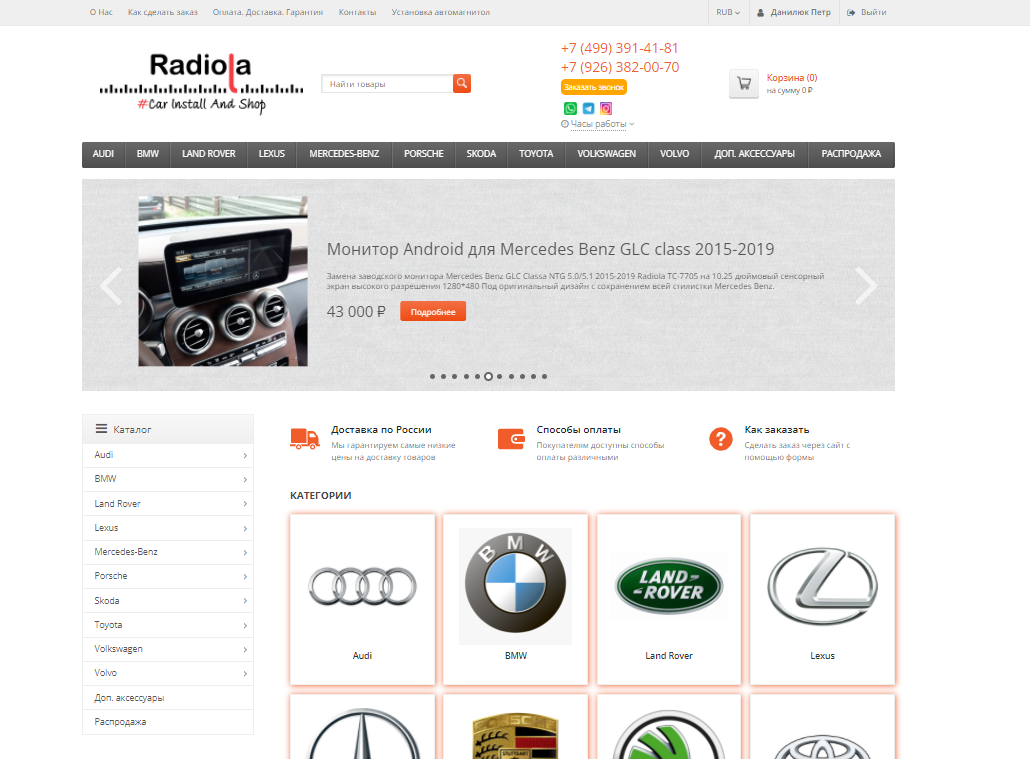 О Нас Как сделать заказ Оплата. Доставка. Гарантия Контакты Установка автомагнитол RUB Данилюк Петр Выйти
Radiola
#Car Install And Shop
Найти товары
+7 (499) 391-41-81
+7 (926) 382-00-70
Заказать звонок
Часы работы
Корзина (0)
на сумму 0 ₽
AUDI BMW LAND ROVER LEXUS MERCEDES-BENZ PORSCHE SKODA TOYOTA VOLKSWAGEN VOLVO ДОП. АКСЕССУАРЫ РАСПРОДАЖА
Монитор Android для Mercedes Benz GLC class 2015-2019
Замена заводского монитора Mercedes Benz GLC Classa NTG 5.0/5.1 2015-2019 Radiola TC-7705 на 10.25 дюймовый сенсорный
экран высокого разрешения 1280*480 Под оригинальный дизайн с сохранением всей стилистки Mercedes Benz.
43 000 ₽ Подробнее
Каталог
Audi
BMW
Land Rover
Lexus
Mercedes-Benz
Porsche
Skoda
Toyota
Volkswagen
Volvo
Доп. аксессуары
Распродажа
Доставка по России
Мы гарантируем самые низкие
цены на доставку товаров
Способы оплаты
Покупателям доступны способы
оплаты различными
Как заказать
Сделать заказ через сайт с
помощью формы
КАТЕГОРИИ
BMW
LAND-
-ROVER
Audi BMW Land Rover Lexus
PORSCHE
STUTTGART